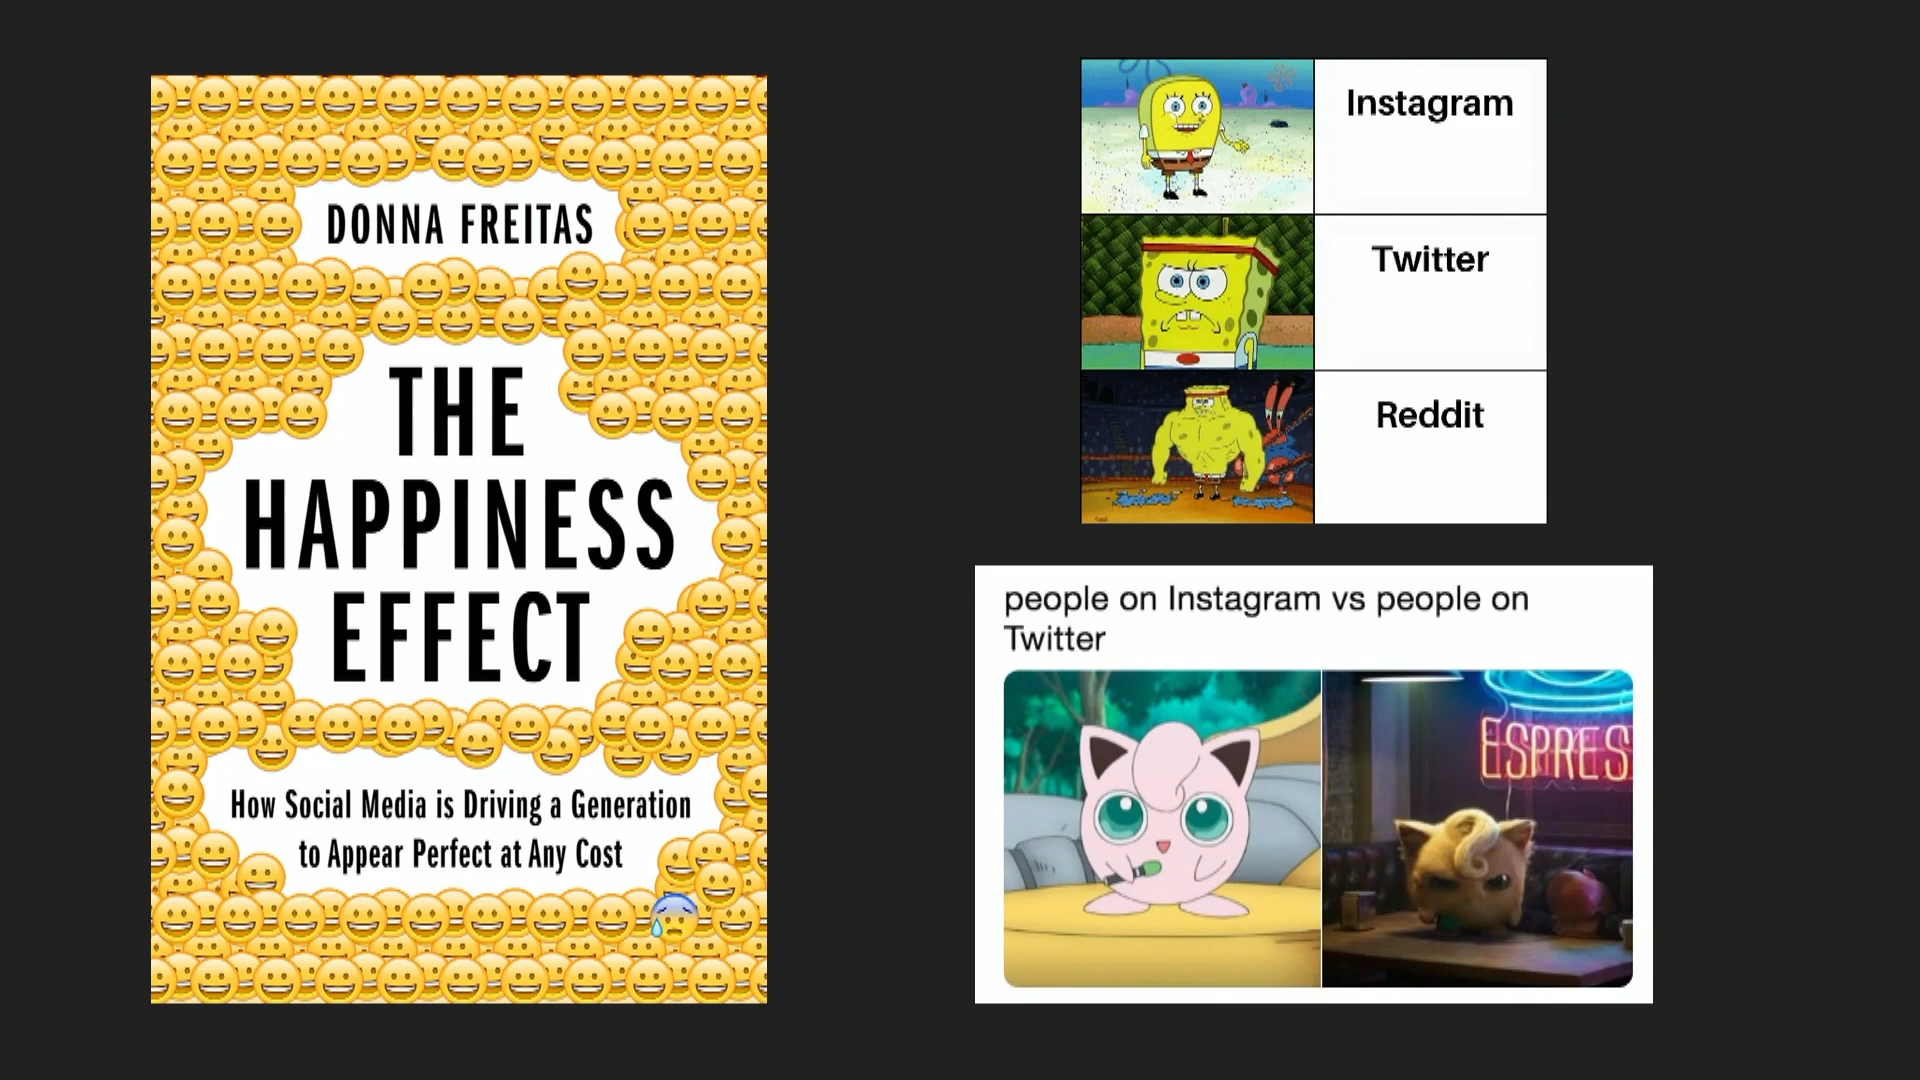 DONNA FREITAS
THE
HAPPINESS
EFFECT
How Social Media is Driving a Generation
to Appear Perfect at Any Cost
Instagram
Twitter
Reddit
people on Instagram vs people on
Twitter
ESPRES